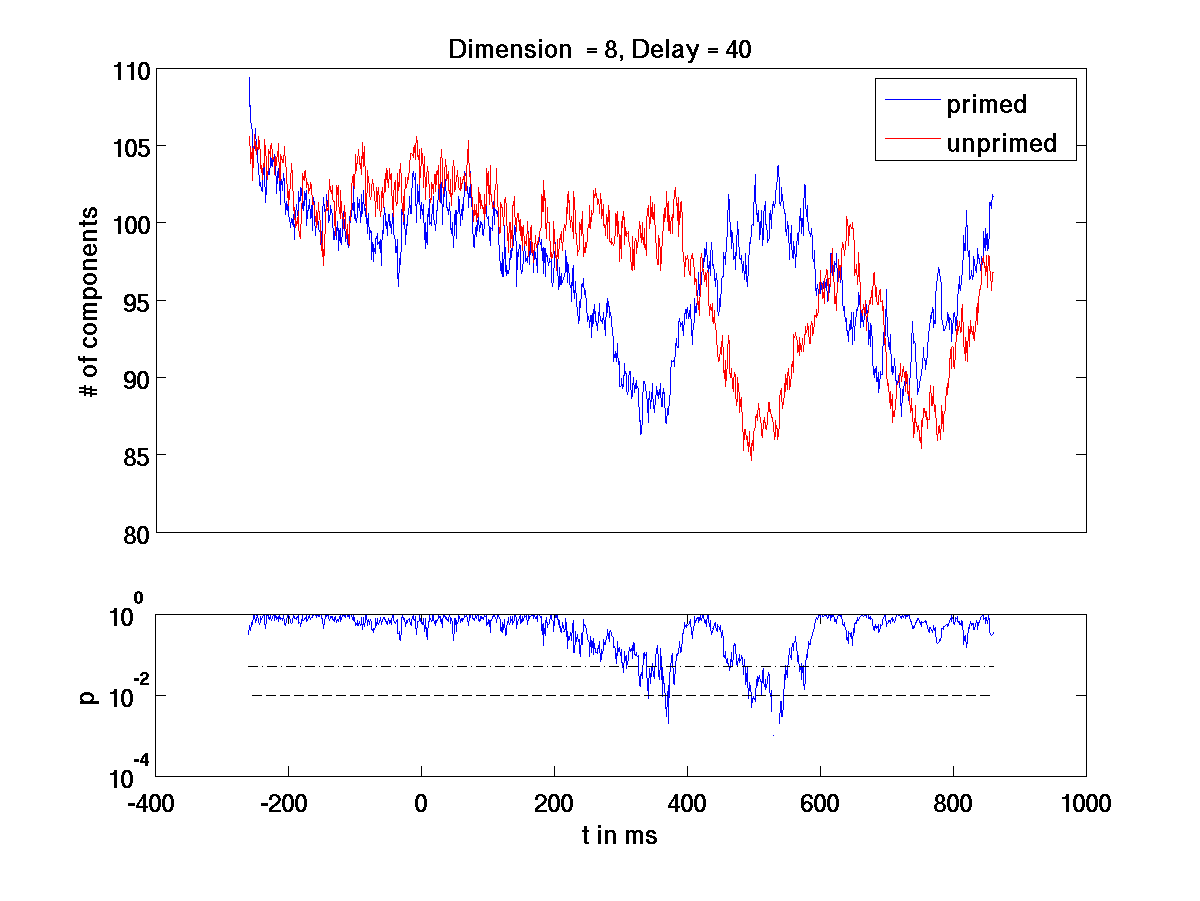 Dimension = 8, Delay = 40
110
105
100
95
90
85
80
# of components
primed
unprimed
10^0
10^-2
10^-4
p
-400 -200 0 200 400 600 800 1000
t in ms